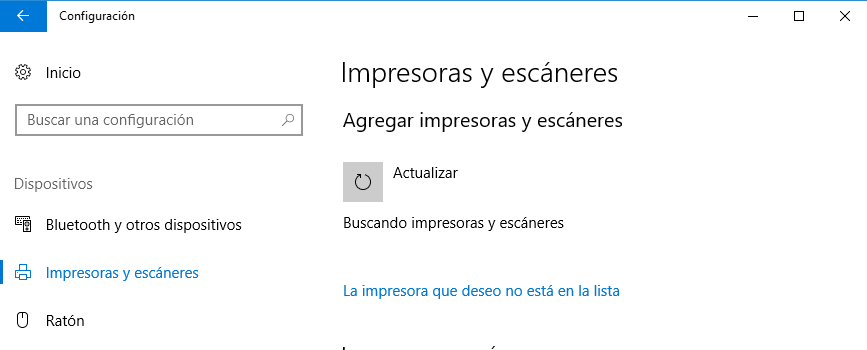 Configuración
Inicio
Buscar una configuración
Dispositivos
Bluetooth y otros dispositivos
Impresoras y escáneres
Ratón
Impresoras y escáneres
Agregar impresoras y escáneres
Actualizar
Buscando impresoras y escáneres
La impresora que deseo no está en la lista